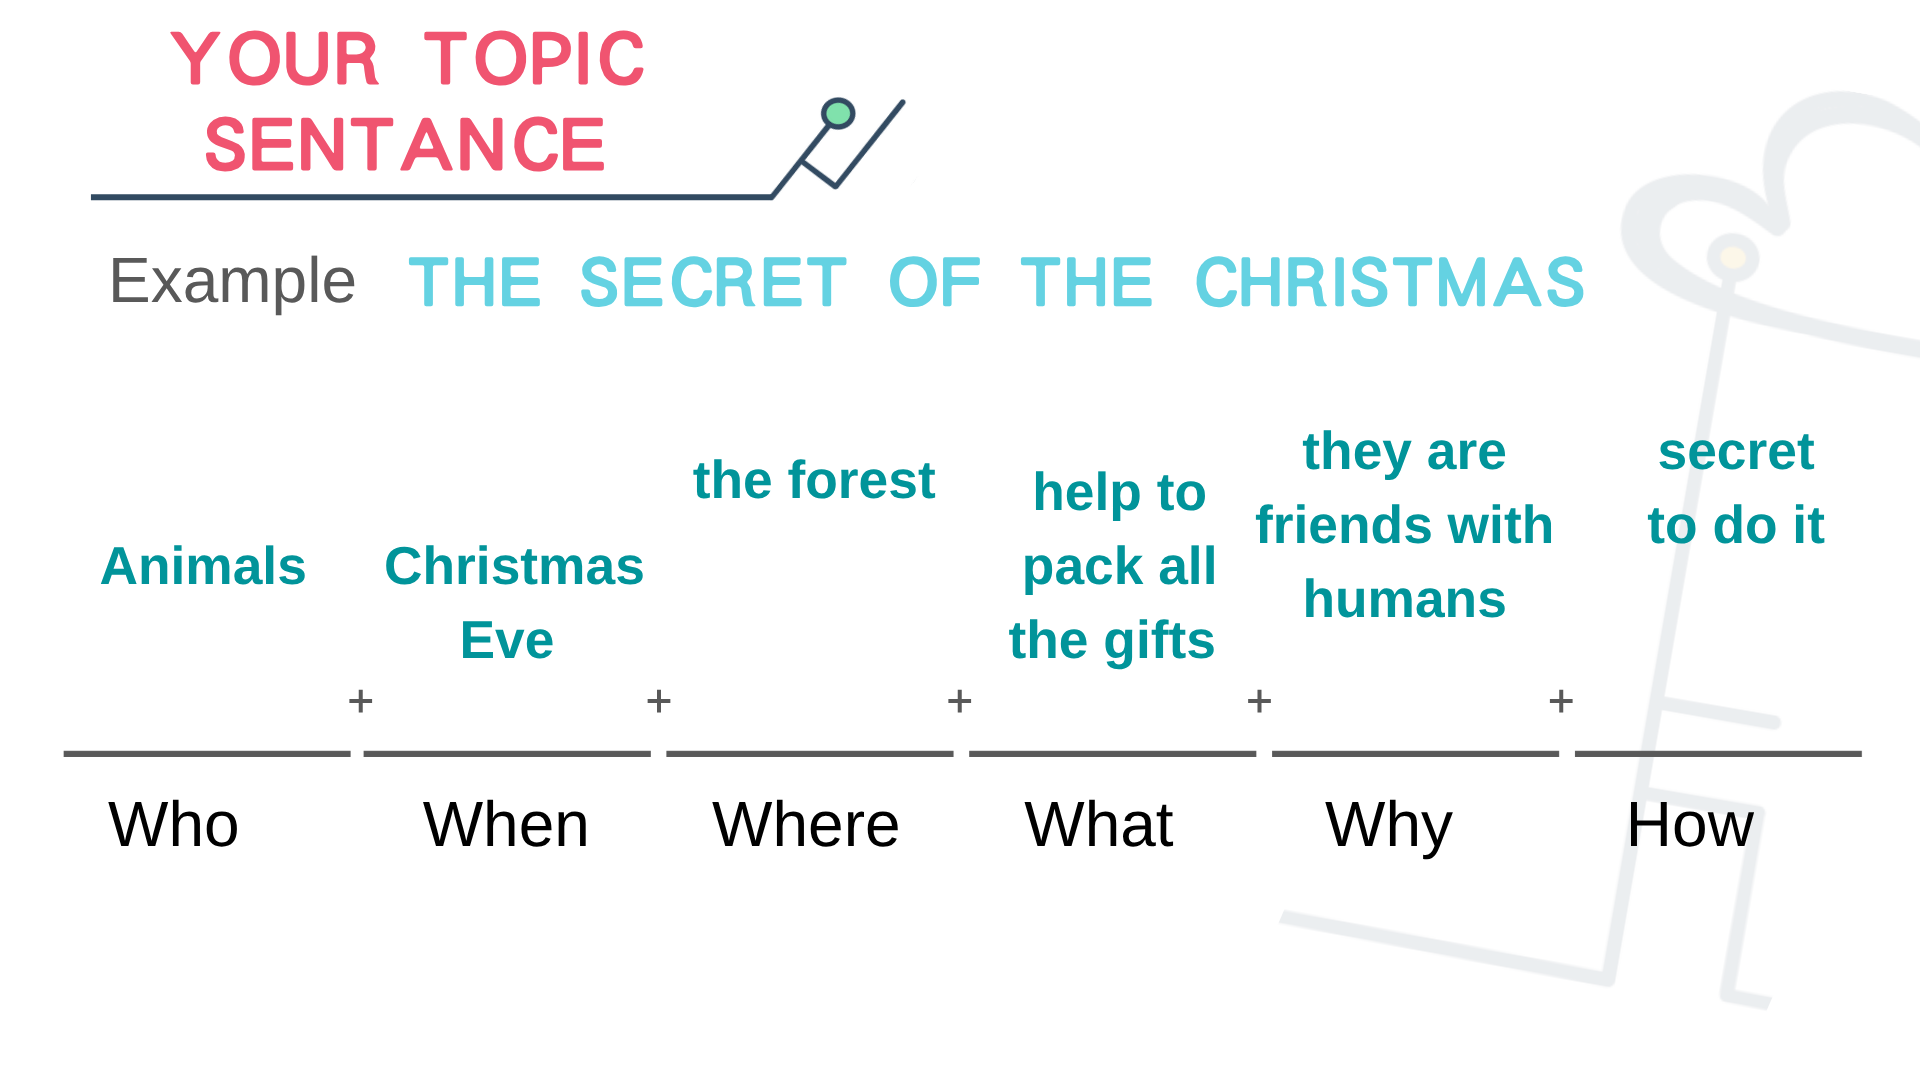 YOUR TOPIC
SENTANCE
Example THE SECRET OF THE CHRISTMAS
Animals
Christmas
Eve
the forest
help to
pack all
the gifts
they are
friends with
humans
secret
to do it
+ + + + +
Who When Where What Why How